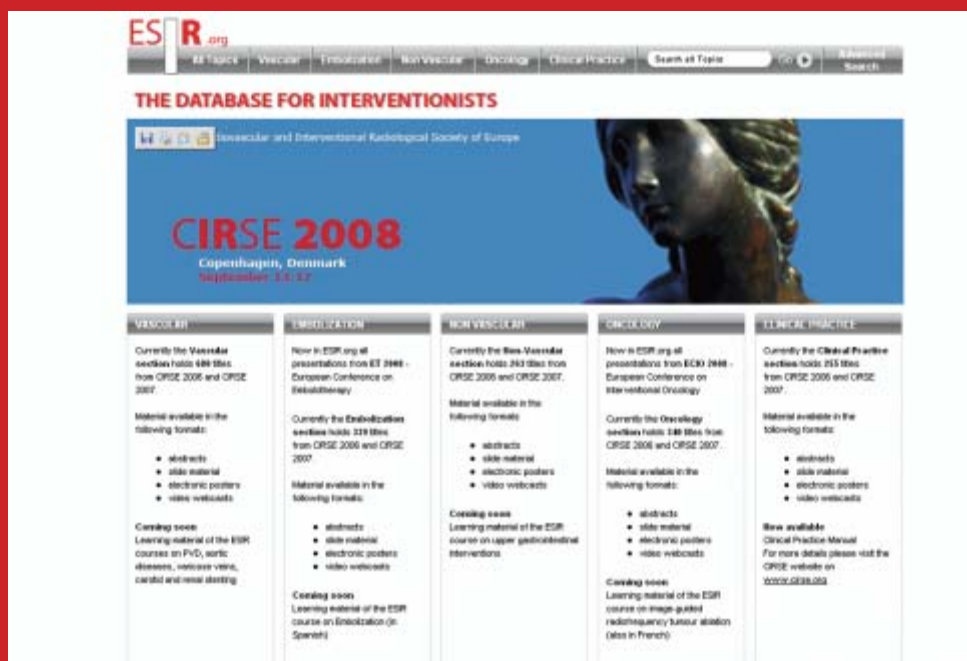 ESIR.org
All Topics Vascular Embolization Non Vascular Oncology Clinical Practice Search all Topics Go Advanced Search
THE DATABASE FOR INTERVENTIONISTS
and Interventional Radiological Society of Europe
CIRSE 2008
Copenhagen, Denmark
September
VASCULAR
Currently the Vascular
section holds titles
from CIRSE 2006 and CIRSE
2007.
Material available in the
following formats:
abstracts
slide material
electronic posters
video webcasts
Coming soon
Learning material of the ESIR
courses on PVD, aortic
diseases, varicose veins,
carotid and renal stenting
EMBOLIZATION
Now in ESIR.org all
presentations from ET 2008 -
European Conference on
Embolotherapy
Currently the Embolization
section holds titles
from CIRSE 2006 and CIRSE
2007.
Material available in the
following formats:
abstracts
slide material
electronic posters
video webcasts
Coming soon
Learning material of the ESIR
course on Embolization (in
Spanish)
NON VASCULAR
Currently the Non-Vascular
section holds titles from
CIRSE 2006 and CIRSE 2007.
Material available in the
following formats:
abstracts
slide material
electronic posters
video webcasts
Coming soon
Learning material of the ESIR
course on upper gastrointestinal
interventions
ONCOLOGY
Now in ESIR.org all
presentations from ECIO 2008 -
European Conference on
Interventional Oncology
Currently the Oncology
section holds titles from
CIRSE 2006 and CIRSE 2007.
Material available in the
following formats:
abstracts
slide material
electronic posters
video webcasts
Coming soon
Learning material of the ESIR
course on image-guided
radiofrequency tumour ablation
(also in French)
CLINICAL PRACTICE
Currently the Clinical Practice
section holds 255 titles
from CIRSE 2006 and CIRSE
2007.
Material available in the
following formats:
abstracts
slide material
electronic posters
video webcasts
Now available
Clinical Practice Manual
For more details please visit the
CIRSE website on
www.cirse.org